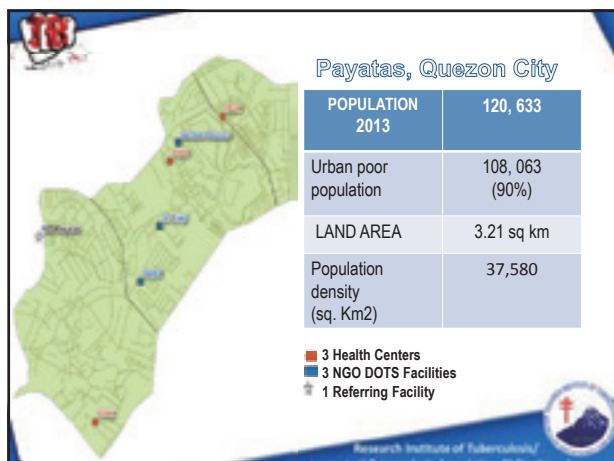 TB
Payatas, Quezon City
POPULATION 2013
120, 633
Urban poor population
108, 063 (90%)
LAND AREA
3.21 sq km
Population density (sq. Km2)
37,580
3 Health Centers
3 NGO DOTS Facilities
1 Referring Facility
Research Institute of Tuberculosis/